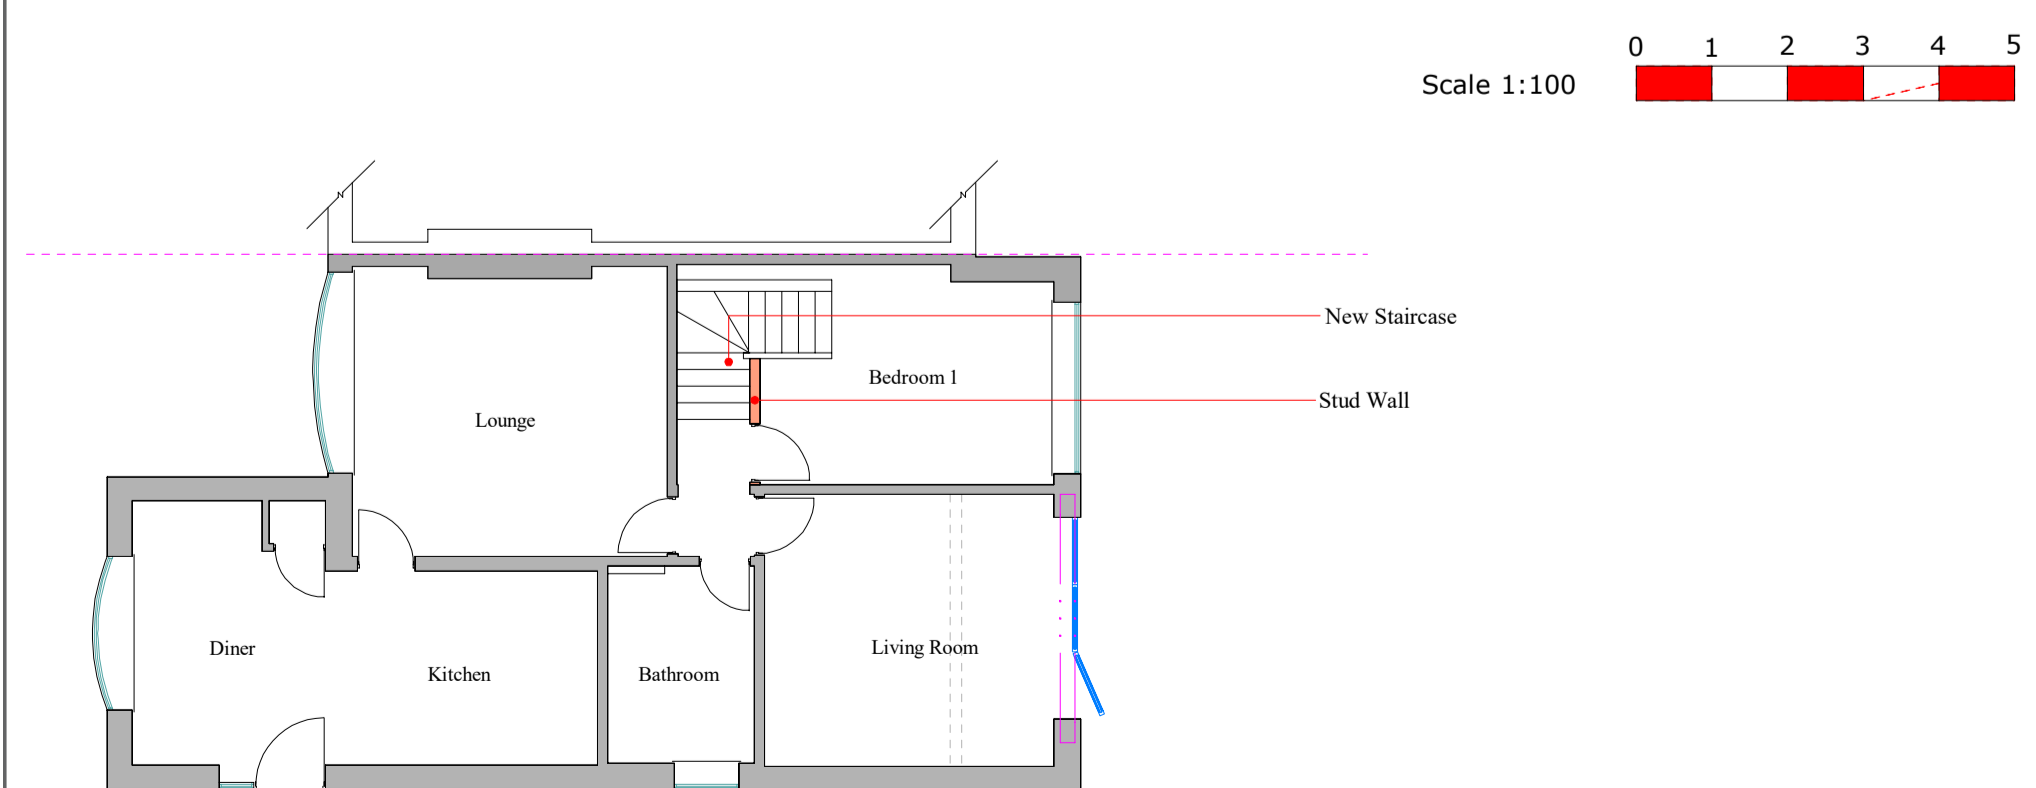 0 1 2 3 4 5
Scale 1:100
New Staircase
Bedroom 1
Stud Wall
Lounge
Diner
Kitchen
Bathroom
Living Room